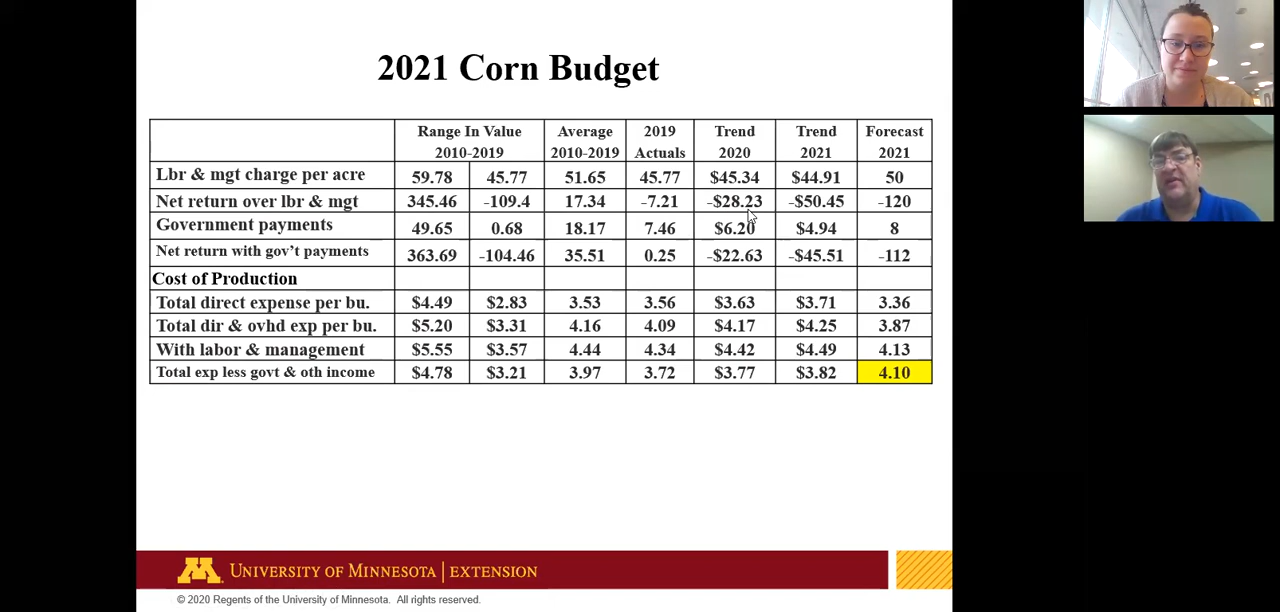 2021 Corn Budget
Range In Value Average 2019 Trend Trend Forecast
2010-2019 2010-2019 Actuals 2020 2021 2021
Lbr & mgt charge per acre 59.78 45.77 51.65 45.77 $45.34 $44.91 50
Net return over lbr & mgt 345.46 -109.4 17.34 -7.21 -$28.23 -$50.45 -120
Government payments 49.65 0.68 18.17 7.46 $6.20 $4.94 8
Net return with gov't payments 363.69 -104.46 35.51 0.25 -$22.63 -$45.51 -112
Cost of Production
Total direct expense per bu. $4.49 $2.83 3.53 3.56 $3.63 $3.71 3.36
Total dir & ovhd exp per bu. $5.20 $3.31 4.16 4.09 $4.17 $4.25 3.87
With labor & management $5.55 $3.57 4.44 4.34 $4.42 $4.49 4.13
Total exp less govt & oth income $4.78 $3.21 3.97 3.72 $3.77 $3.82 4.10
UNIVERSITY OF MINNESOTA | EXTENSION
© 2020 Regents of the University of Minnesota. All rights reserved.